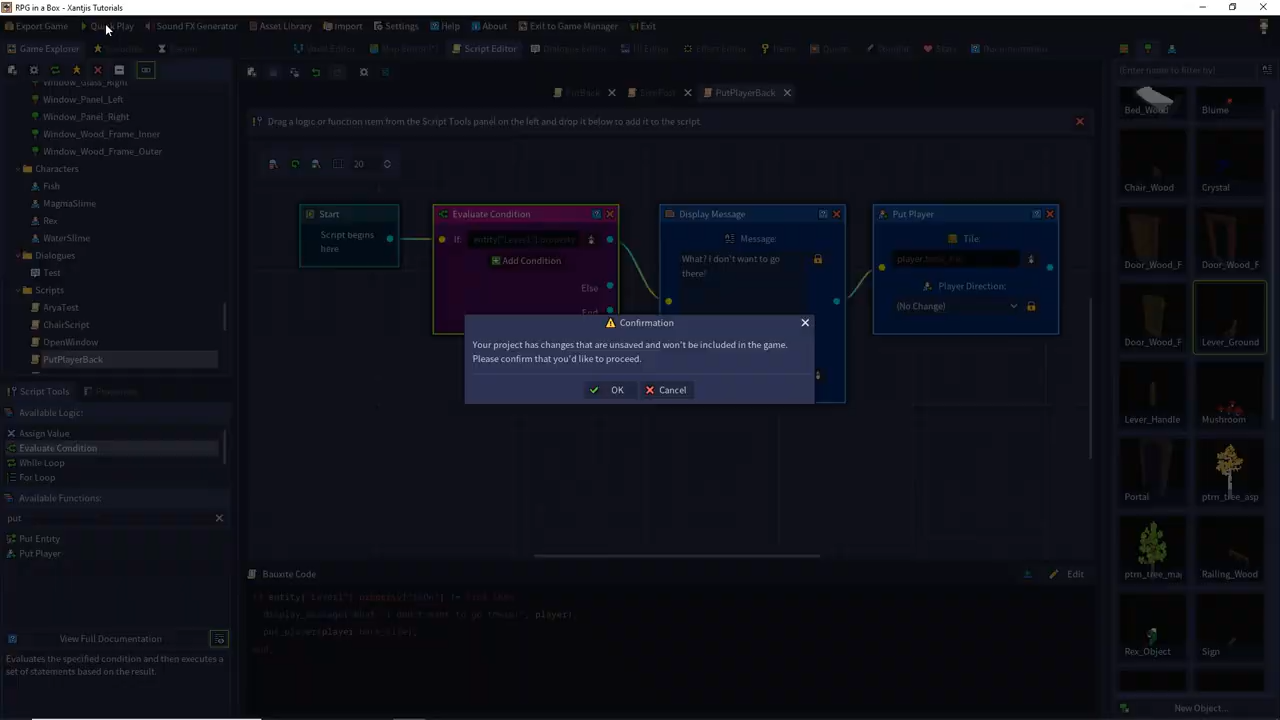 RPG in a Box - Xantjis Tutorials
Export Game
Quick Play
Sound FX Generator
Asset Library
Import
Settings
Help
About
Exit to Game Manager
Exit
Game Explorer
Script Editor
Documentation
{Enter name to filter by}
Window_Glass_Right
Window_Panel_Left
Window_Panel_Right
Window_Wood_Frame_Inner
Window_Wood_Frame_Outer
Characters
Fish
MagmaSlime
Rex
WaterSlime
Dialogues
Test
Scripts
AryaTest
ChairScript
OpenWindow
PutPlayerBack
Script Tools
Properties
Available Logic:
Assign Value
Evaluate Condition
While Loop
For Loop
Available Functions:
put
Put Entity
Put Player
View Full Documentation
Evaluates the specified condition and then executes a
set of statements based on the result.
PutBack
PutPlayerBack
Drag a logic or function item from the Script Tools panel on the left and drop it below to add it to the script.
20
Start
Script begins
here
Evaluate Condition
If:
Add Condition
Else
End
Display Message
Message:
What? I don't want to go
there!
Put Player
Tile:
Player Direction:
(No Change)
Confirmation
Your project has changes that are unsaved and won't be included in the game.
Please confirm that you'd like to proceed.
OK
Cancel
Bauxite Code
Edit
end;
Bed_Wood
Blume
Chair_Wood
Crystal
Door_Wood_F
Door_Wood_F
Door_Wood_F
Lever_Ground
Lever_Handle
Mushroom
Portal
ptrn_tree_asp
ptrn_tree_ma
Railing_Wood
Rex_Object
Sign
New Object...